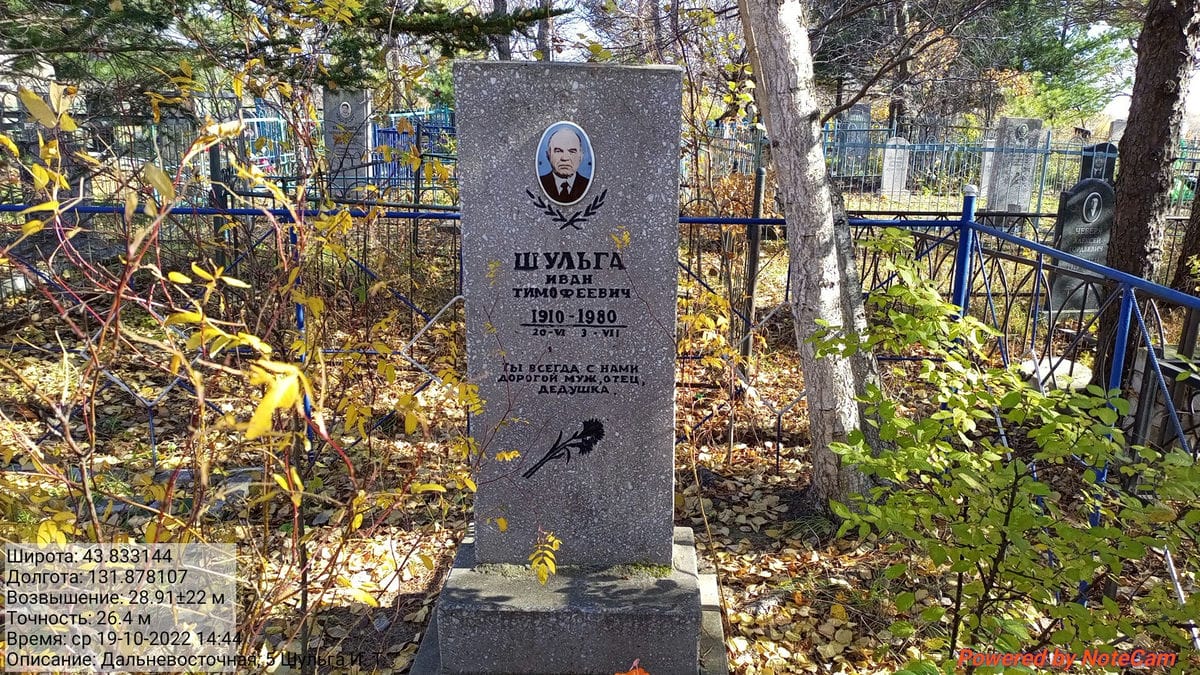 ШУЛЬГА
ИВАН
ТИМОФЕЕВИЧ
1910-1980
20-VI 3-VII
ТЫ ВСЕГДА С НАМИ
ДОРОГОЙ МУЖ, ОТЕЦ,
ДЕДУШКА.
Широта: 43.833144
Долгота: 131.878107
Возвышение: 28.91±22 м
Точность: 26.4 м
Время: ср 19-10-2022 14:44
Описание: Дальневосточная, 5 Шульга И. Т.
Powered by NoteCam